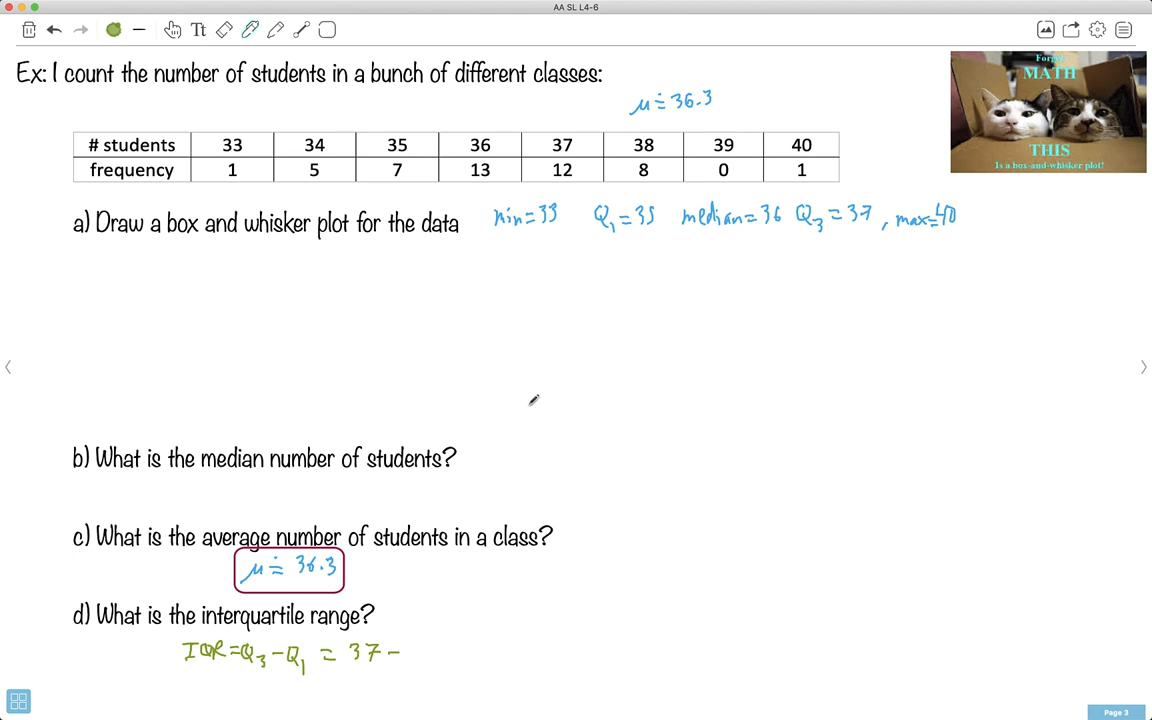 AA SL L4-6
Tt
Ex: I count the number of students in a bunch of different classes:
Forget
MATH
THIS
Is a box-and-whisker plot!
μ ≐ 36.3
# students 33 34 35 36 37 38 39 40
frequency 1 5 7 13 12 8 0 1
a) Draw a box and whisker plot for the data min=33 Q₁=35 median=36 Q₃=37, max=40
b) What is the median number of students?
c) What is the average number of students in a class?
μ ≐ 36.3
d) What is the interquartile range?
IQR=Q₃-Q₁ = 37 -
Page 3